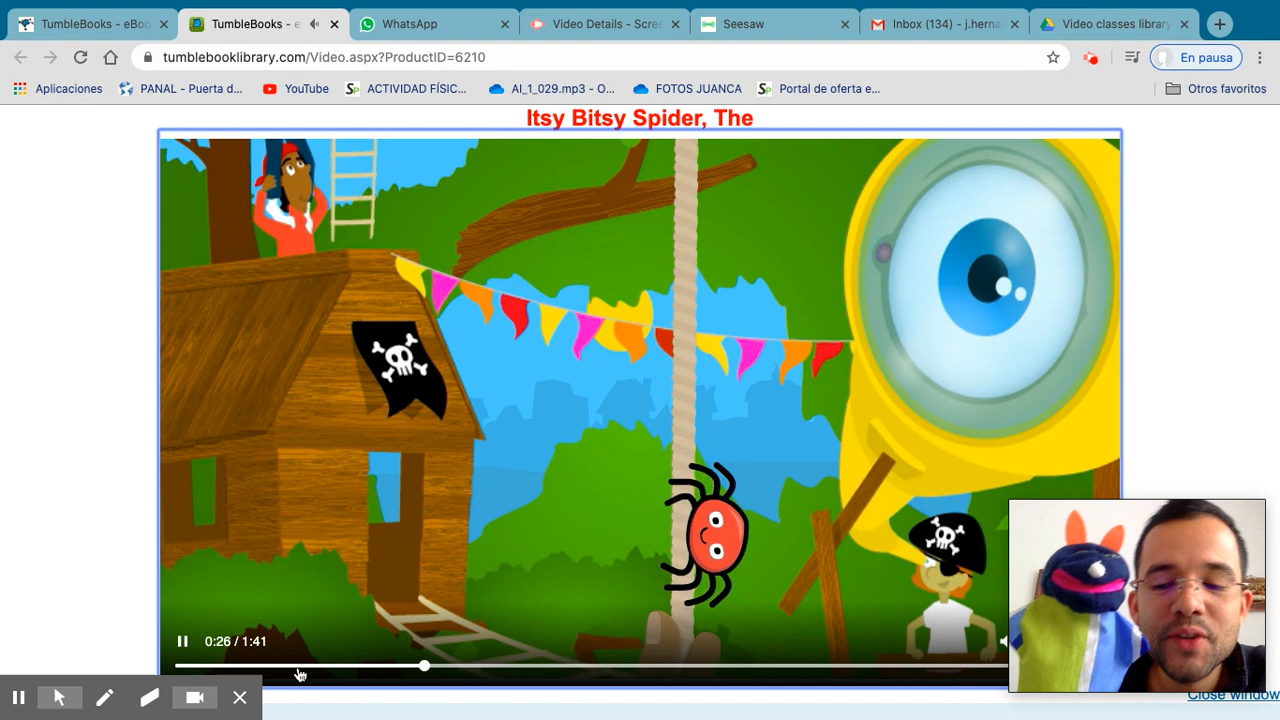 TumbleBooks - eBoo
TumbleBooks - e
WhatsApp
Video Details - Scree
Seesaw
Inbox (134) - j.herna
Video classes library
tumblebooklibrary.com/Video.aspx?ProductID=6210
En pausa
Aplicaciones
PANAL - Puerta d...
YouTube
ACTIVIDAD FÍSIC...
AI_1_029.mp3 - O...
FOTOS JUANCA
Portal de oferta e...
Otros favoritos
Itsy Bitsy Spider, The
0:26 / 1:41
Close window